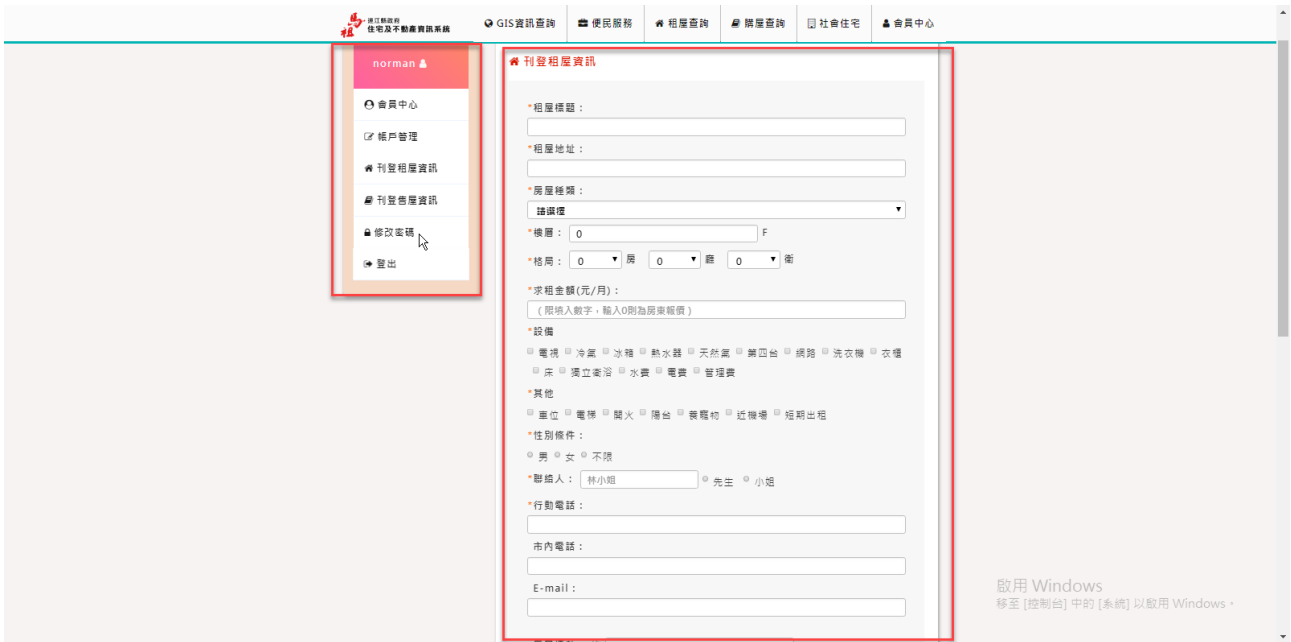 馬祖 連江縣政府
住宅及不動產資訊系統
GIS資訊查詢 便民服務 租屋查詢 購屋查詢 社會住宅 會員中心
norman
會員中心
帳戶管理
刊登租屋資訊
刊登售屋資訊
修改密碼
登出
刊登租屋資訊
*租屋標題：
*租屋地址：
*房屋種類：
請選擇
*樓層： 0 F
*格局： 0 房 0 廳 0 衛
*求租金額(元/月)：
（限填入數字，輸入0則為房東報價）
*設備
電視 冷氣 冰箱 熱水器 天然氣 第四台 網路 洗衣機 衣櫃
床 獨立衛浴 水費 電費 管理費
*其他
車位 電梯 開火 陽台 養寵物 近機場 短期出租
*性別條件：
男 女 不限
*聯絡人： 林小姐 先生 小姐
*行動電話：
市內電話：
E-mail：
啟用 Windows
移至 [控制台] 中的 [系統] 以啟用 Windows。